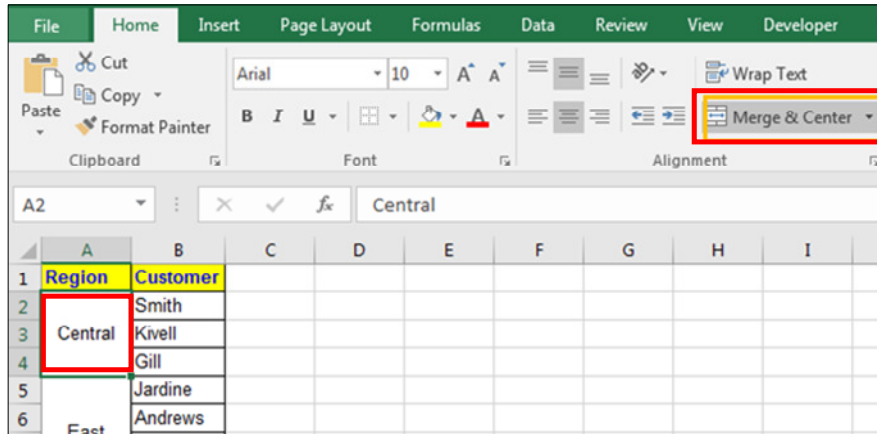 File Home Insert Page Layout Formulas Data Review View Developer
Cut
Copy
Format Painter
Paste
Clipboard
Arial 10 A A
B I U A
Font
Wrap Text
Merge & Center
Alignment
A2 fx Central
A B C D E F G H I
1 Region Customer
2 Smith
3 Central Kivell
4 Gill
5 Jardine
6 East Andrews